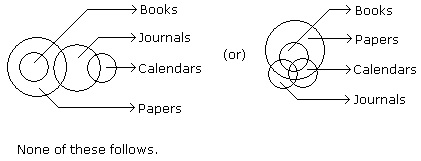 Books
Journals
Calendars
Papers
(or)
Books
Papers
Calendars
Journals
None of these follows.